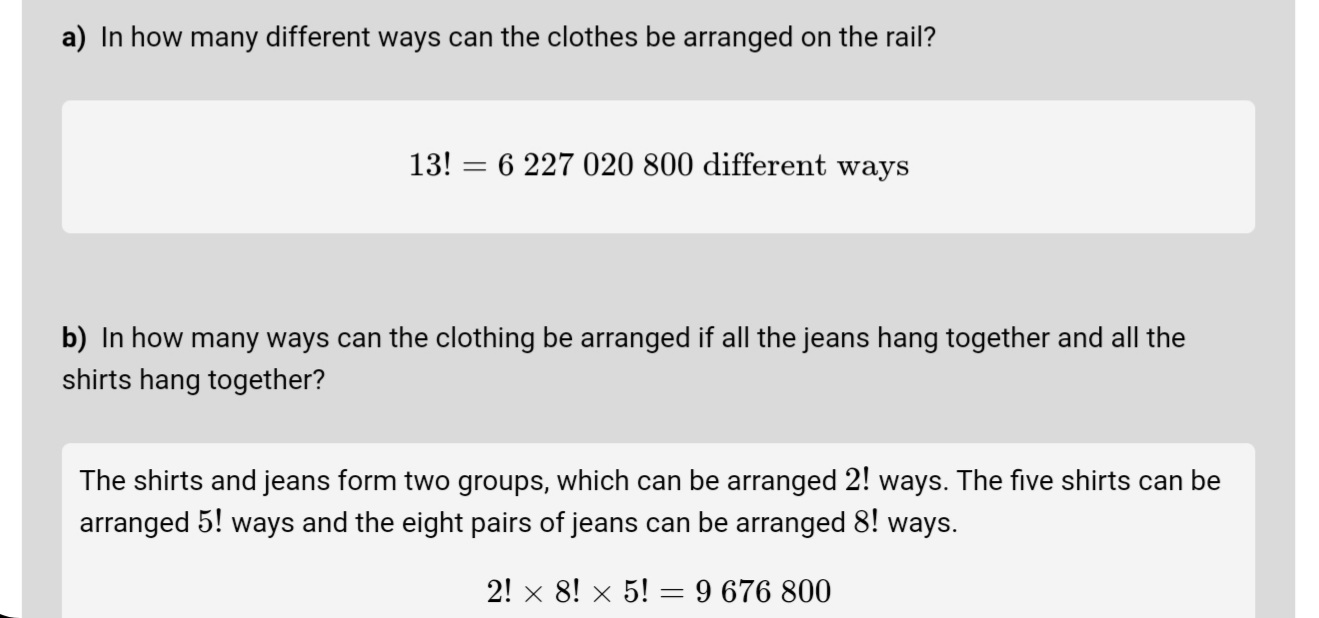 a) In how many different ways can the clothes be arranged on the rail?
13! = 6 227 020 800 different ways
b) In how many ways can the clothing be arranged if all the jeans hang together and all the
shirts hang together?
The shirts and jeans form two groups, which can be arranged 2! ways. The five shirts can be
arranged 5! ways and the eight pairs of jeans can be arranged 8! ways.
2! × 8! × 5! = 9 676 800